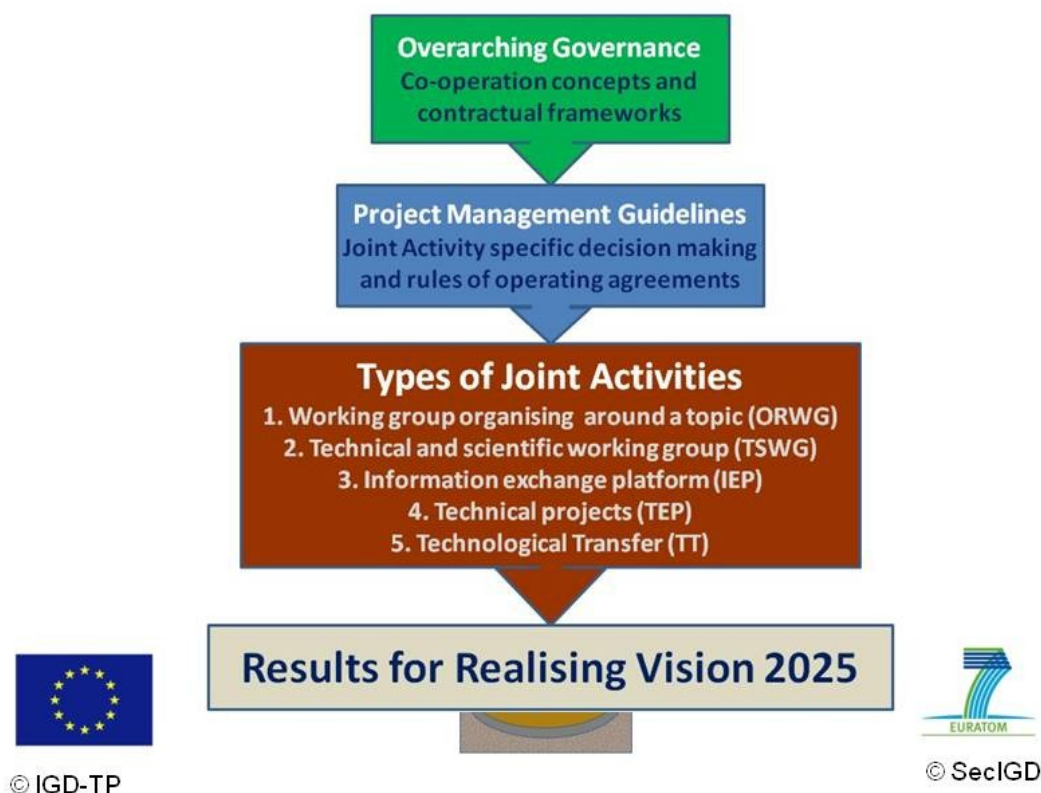 Overarching Governance
Co-operation concepts and
contractual frameworks
Project Management Guidelines
Joint Activity specific decision making
and rules of operating agreements
Types of Joint Activities
1. Working group organising around a topic (ORWG)
2. Technical and scientific working group (TSWG)
3. Information exchange platform (IEP)
4. Technical projects (TEP)
5. Technological Transfer (TT)
Results for Realising Vision 2025
EURATOM
© IGD-TP
© SecIGD